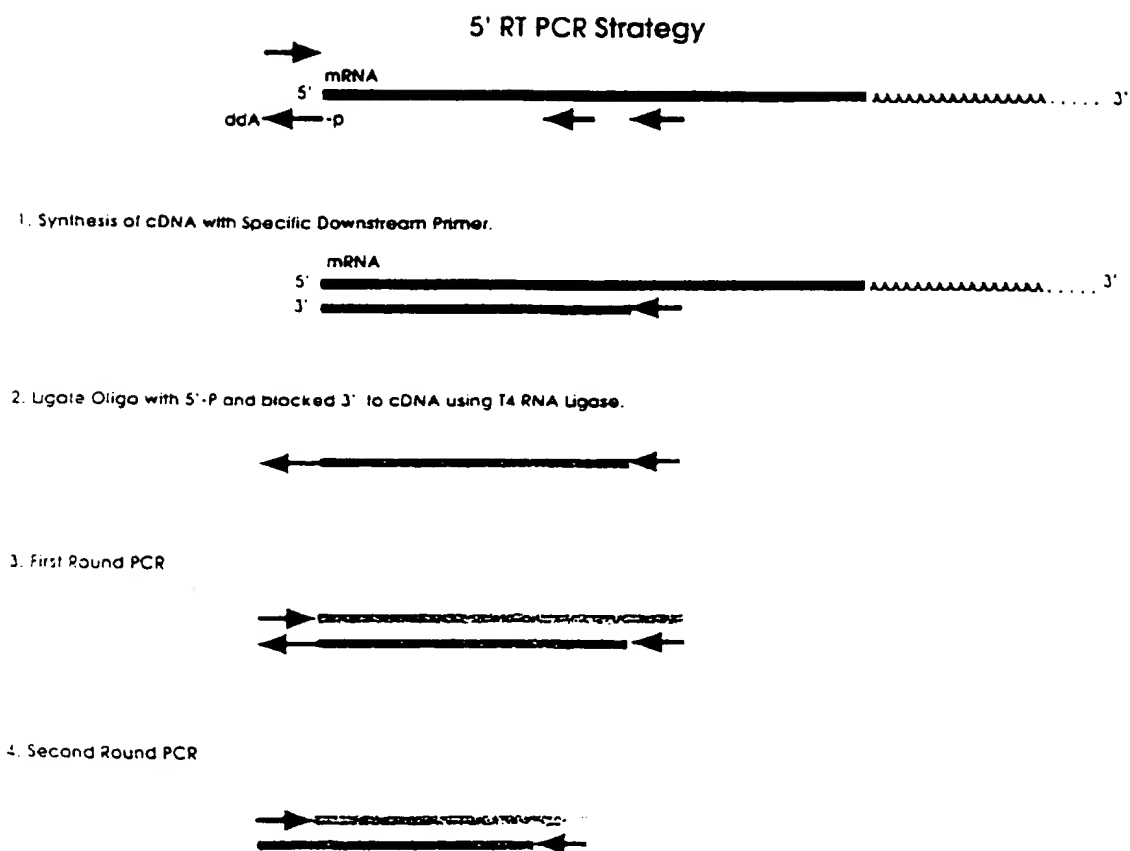 5' RT PCR Strategy
mRNA
5' 3'
ddA -p
1. Synthesis of cDNA with Specific Downstream Primer.
mRNA
5' 3'
3'
2. Ligate Oligo with 5'-P and blocked 3' to cDNA using T4 RNA Ligase.
3. First Round PCR
4. Second Round PCR